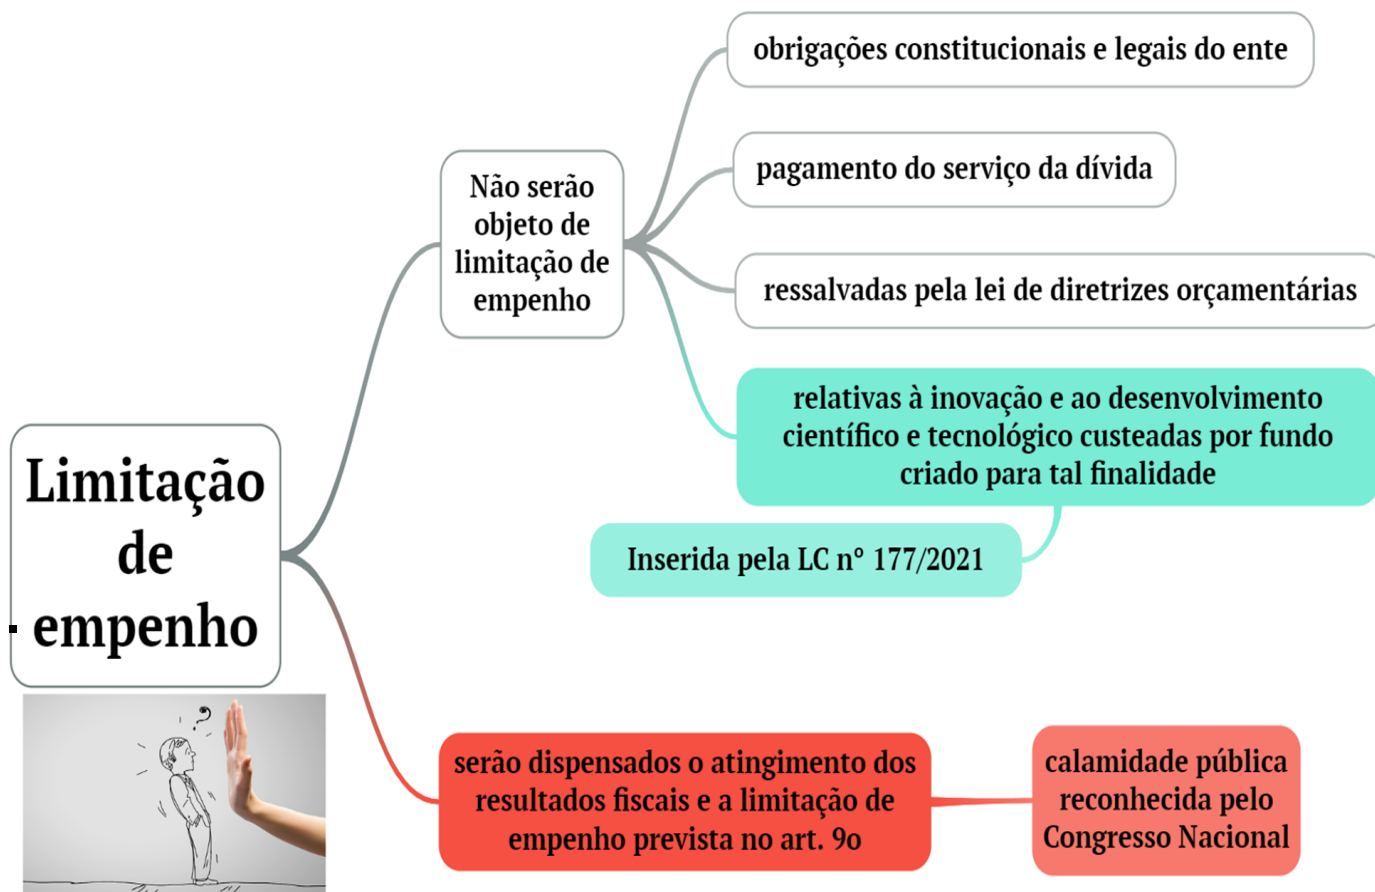 Limitação
de
empenho
Não serão
objeto de
limitação de
empenho
obrigações constitucionais e legais do ente
pagamento do serviço da dívida
ressalvadas pela lei de diretrizes orçamentárias
relativas à inovação e ao desenvolvimento
científico e tecnológico custeadas por fundo
criado para tal finalidade
Inserida pela LC nº 177/2021
serão dispensados o atingimento dos
resultados fiscais e a limitação de
empenho prevista no art. 9o
calamidade pública
reconhecida pelo
Congresso Nacional
?